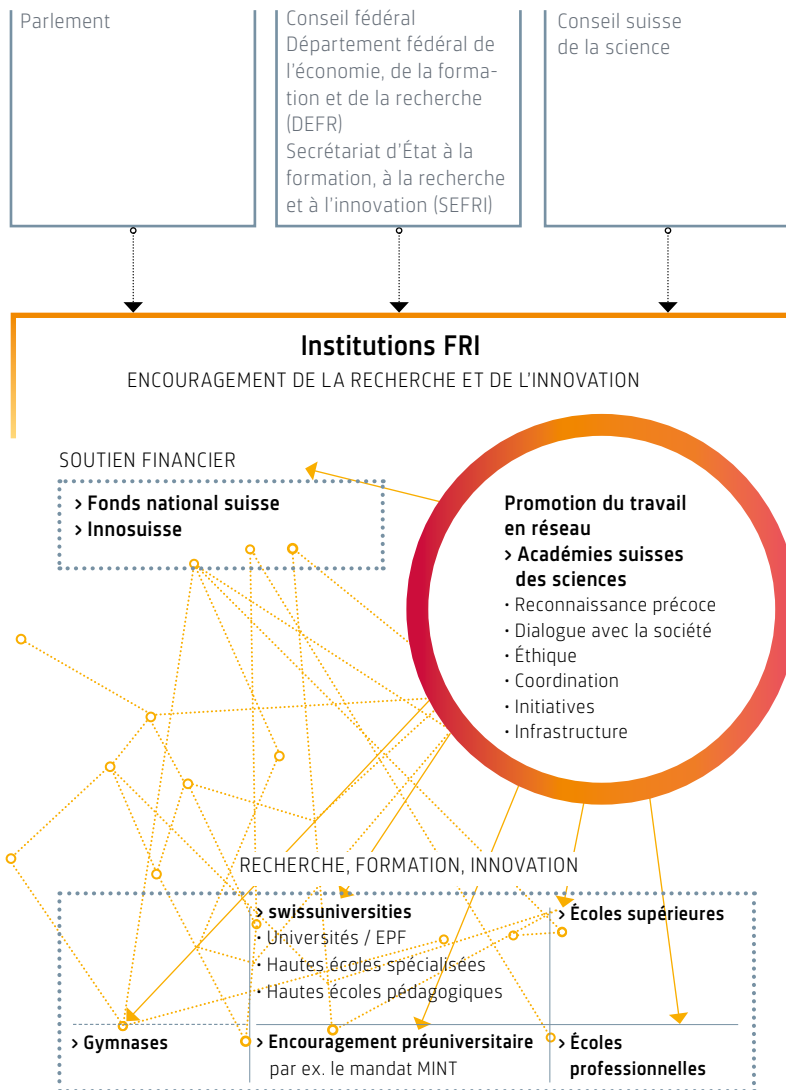 Parlement
Conseil fédéral
Département fédéral de
l'économie, de la forma-
tion et de la recherche
(DEFR)
Secrétariat d'État à la
formation, à la recherche
et à l'innovation (SEFRI)
Conseil suisse
de la science
Institutions FRI
ENCOURAGEMENT DE LA RECHERCHE ET DE L'INNOVATION
SOUTIEN FINANCIER
› Fonds national suisse
› Innosuisse
Promotion du travail
en réseau
› Académies suisses
des sciences
· Reconnaissance précoce
· Dialogue avec la société
· Éthique
· Coordination
· Initiatives
· Infrastructure
RECHERCHE, FORMATION, INNOVATION
› swissuniversities
· Universités / EPF
· Hautes écoles spécialisées
· Hautes écoles pédagogiques
› Écoles supérieures
› Gymnases
› Encouragement préuniversitaire
par ex. le mandat MINT
› Écoles
professionnelles